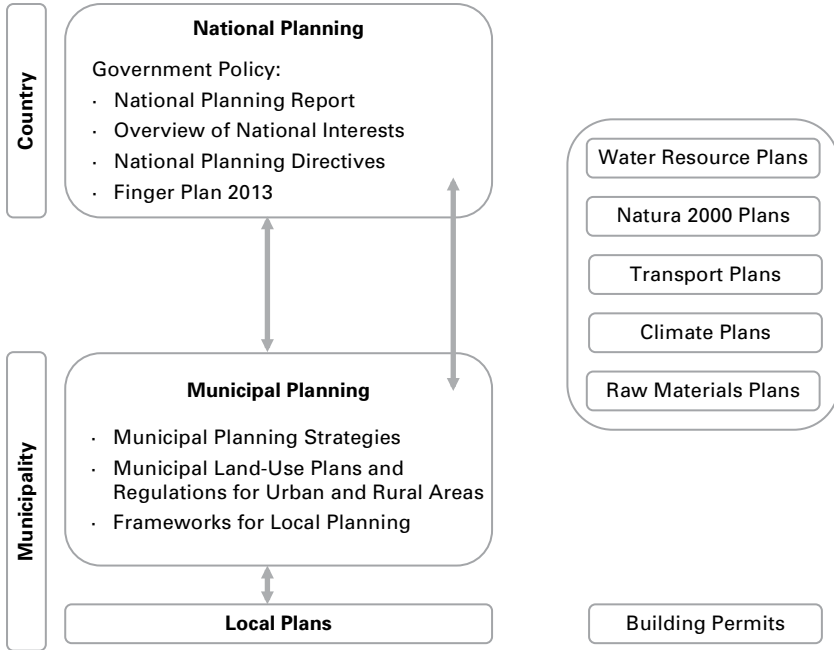 Country
National Planning
Government Policy:
· National Planning Report
· Overview of National Interests
· National Planning Directives
· Finger Plan 2013
Water Resource Plans
Natura 2000 Plans
Transport Plans
Climate Plans
Raw Materials Plans
Municipality
Municipal Planning
· Municipal Planning Strategies
· Municipal Land-Use Plans and
Regulations for Urban and Rural Areas
· Frameworks for Local Planning
Local Plans
Building Permits